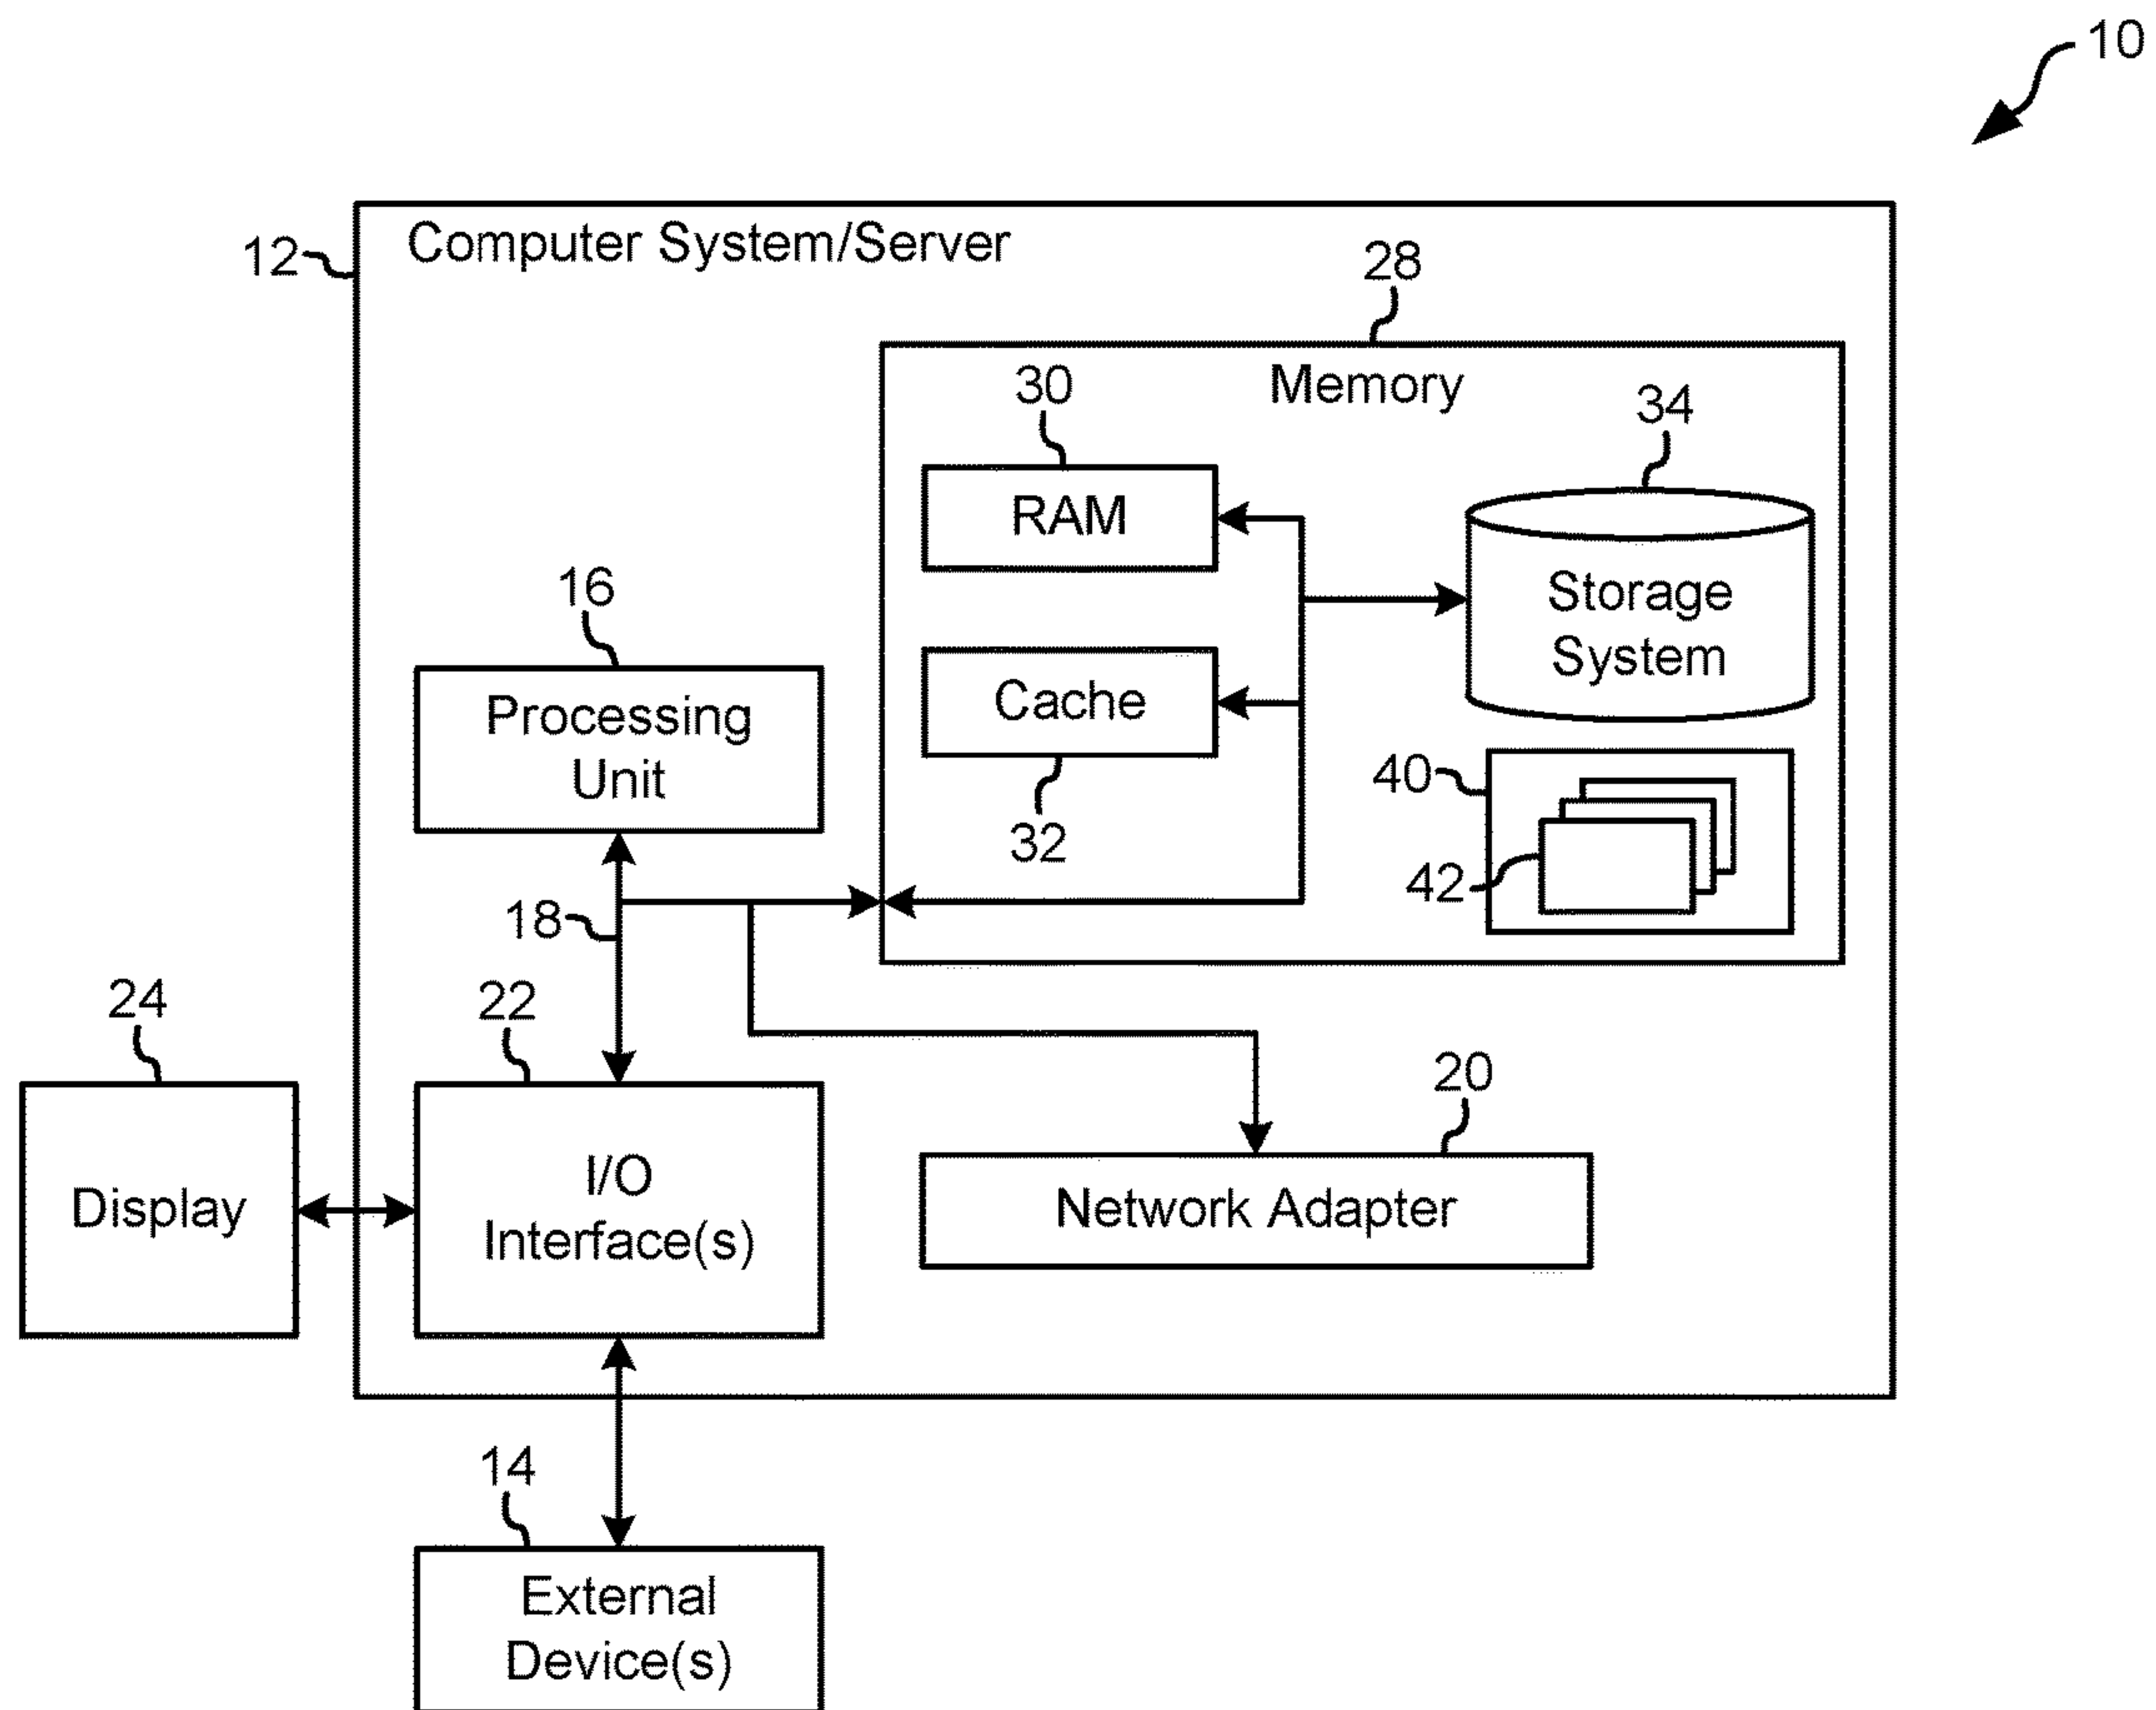 10
12
Computer System/Server
28
Memory
30
34
RAM
Storage
System
16
Processing
Unit
Cache
32
40
42
18
24
22
20
Display
I/O
Interface(s)
Network Adapter
14
External
Device(s)